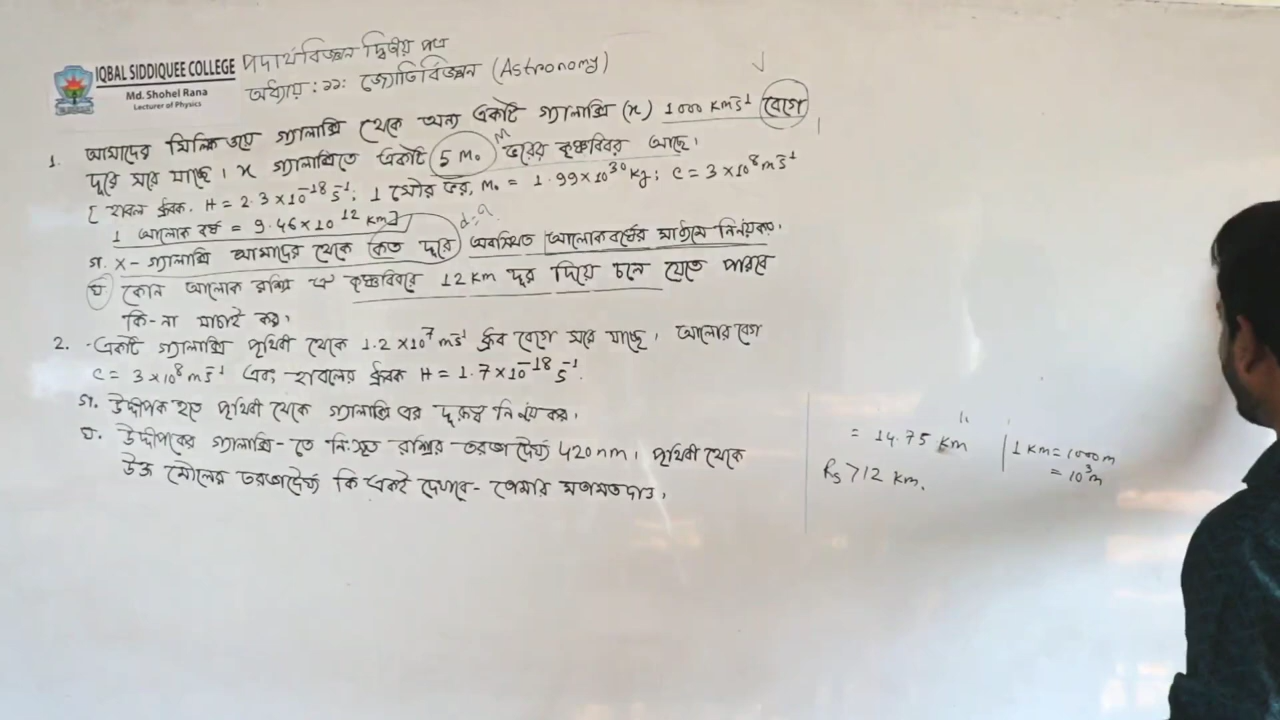 IQBAL SIDDIQUEE COLLEGE
Md. Shohel Rana
Lecturer of Physics
পদার্থবিজ্ঞান দ্বিতীয় পত্র
অধ্যায়: ১১: জ্যোতির্বিজ্ঞান (Astronomy)
1. আমাদের মিল্কিওয়ে গ্যালাক্সি থেকে অন্য একটি গ্যালাক্সি (x) 1000 kms⁻¹ বেগে
দূরে সরে যাচ্ছে। x গ্যালাক্সিতে একটি 5 M₀ ভরের কৃষ্ণবিবর আছে।
M
[হাবল ধ্রুবক, H = 2.3×10⁻¹⁸ s⁻¹; 1 সৌর ভর, M₀ = 1.99×10³⁰ kg; C = 3×10⁸ ms⁻¹
1 আলোক বর্ষ = 9.46×10¹² km]
d=?
গ. X-গ্যালাক্সি আমাদের থেকে কত দূরে অবস্থিত আলোকবর্ষের মাধ্যমে নির্ণয় কর।
ঘ. কোন আলোক রশ্মি ঐ কৃষ্ণবিবরে 12 km দূর দিয়ে চলে যেতে পারবে
কি-না যাচাই কর।
2. একটি গ্যালাক্সি পৃথিবী থেকে 1.2×10⁷ ms⁻¹ ধ্রুব বেগে সরে যাচ্ছে। আলোর বেগ
C = 3×10⁸ ms⁻¹ এবং হাবলের ধ্রুবক H = 1.7×10⁻¹⁸ s⁻¹.
গ. উদ্দীপক হতে পৃথিবী থেকে গ্যালাক্সি এর দূরত্ব নির্ণয় কর।
ঘ. উদ্দীপকের গ্যালাক্সি-তে নিঃসৃত রশ্মির তরঙ্গদৈর্ঘ্য 420nm। পৃথিবী থেকে
উক্ত মৌলের তরঙ্গদৈর্ঘ্য কি একই দেখাবে- তোমার মতামত দাও।
= 14.75 km
Rs > 12 km.
1 km = 1000m
= 10³m